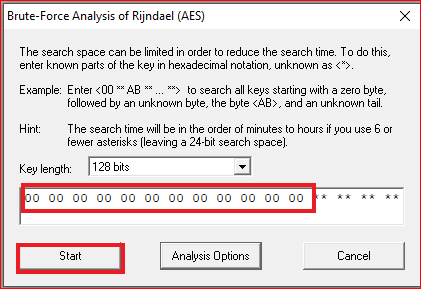 Brute-Force Analysis of Rijndael (AES)
The search space can be limited in order to reduce the search time. To do this,
enter known parts of the key in hexadecimal notation, unknown as <*>.
Example: Enter <00 ** AB ** ... **> to search all keys starting with a zero byte,
followed by an unknown byte, the byte <AB>, and an unknown tail.
Hint: The search time will be in the order of minutes to hours if you use 6 or
fewer asterisks (leaving a 24-bit search space).
Key length: 128 bits
00 00 00 00 00 00 00 00 00 00 00 00 ** ** ** **
Start Analysis Options Cancel